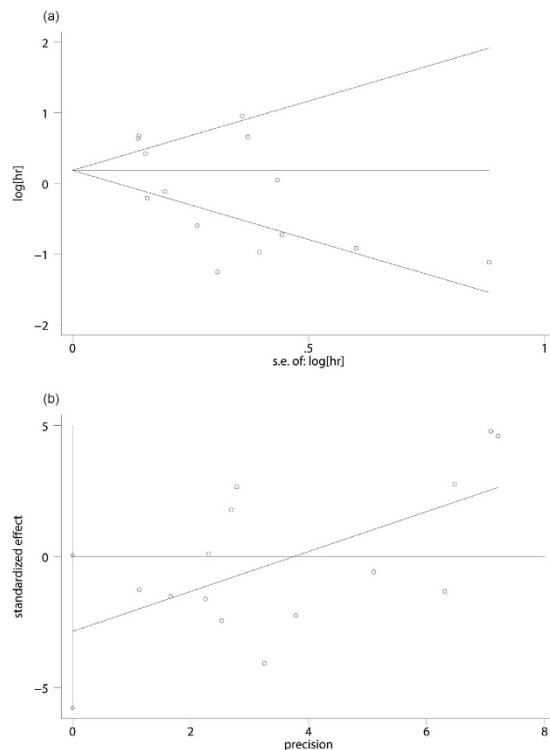 (a)
2
1
0
−1
−2
log[hr]
0
.5
1
s.e. of: log[hr]
(b)
5
0
−5
standardized effect
0
2
4
6
8
precision